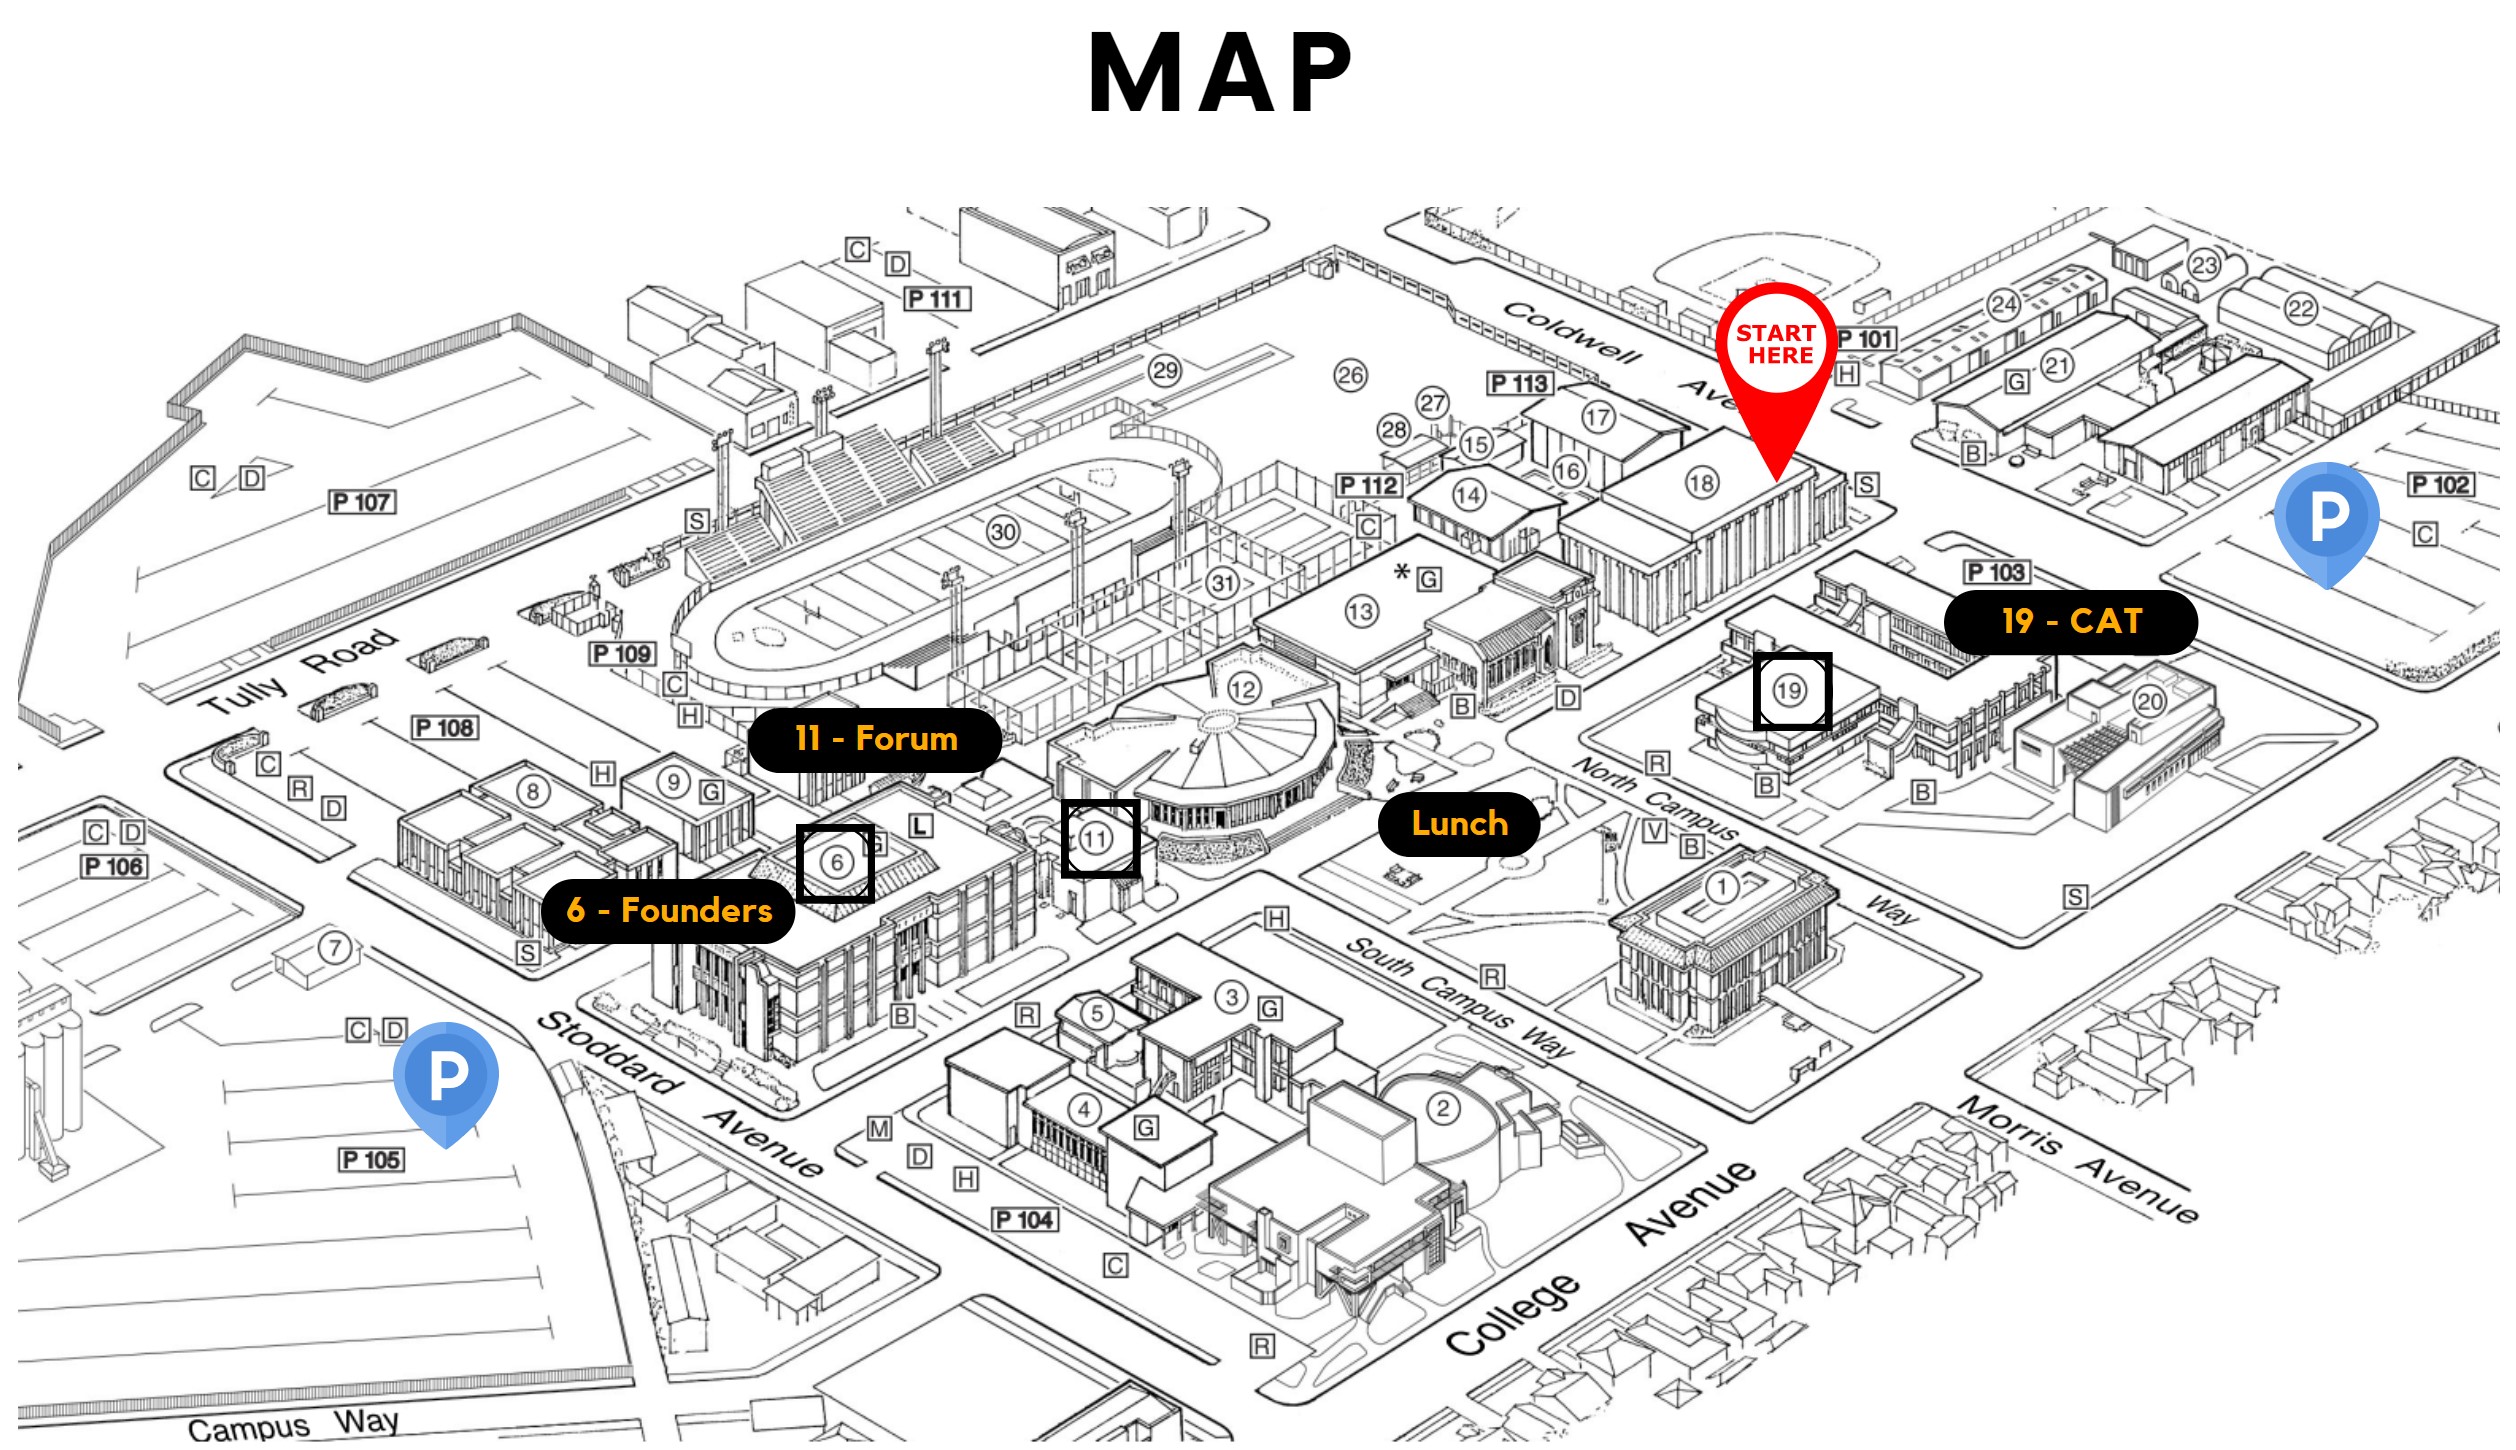 MAP
C D
P 111
Coldwell Avenue
START
HERE
P 101
H
23
24
22
21
G
B
29
26
P 113
27
28
15
17
16
14
18
S
P 112
C
P 102
C
P
C D
P 107
S
30
31
* G
13
P 103
19 - CAT
P 109
C
H
Tully Road
P 108
12
B
D
19
20
11 - Forum
C
R
D
H
8
9
G
L
G
6
11
Lunch
R
B
B
North Campus Way
V
B
1
S
C D
P 106
6 - Founders
S
7
H
South Campus Way
R
C D
P
P 105
Stoddard Avenue
B
R
5
3
G
4
G
2
M
D
H
P 104
C
R
College Avenue
Morris Avenue
Campus Way